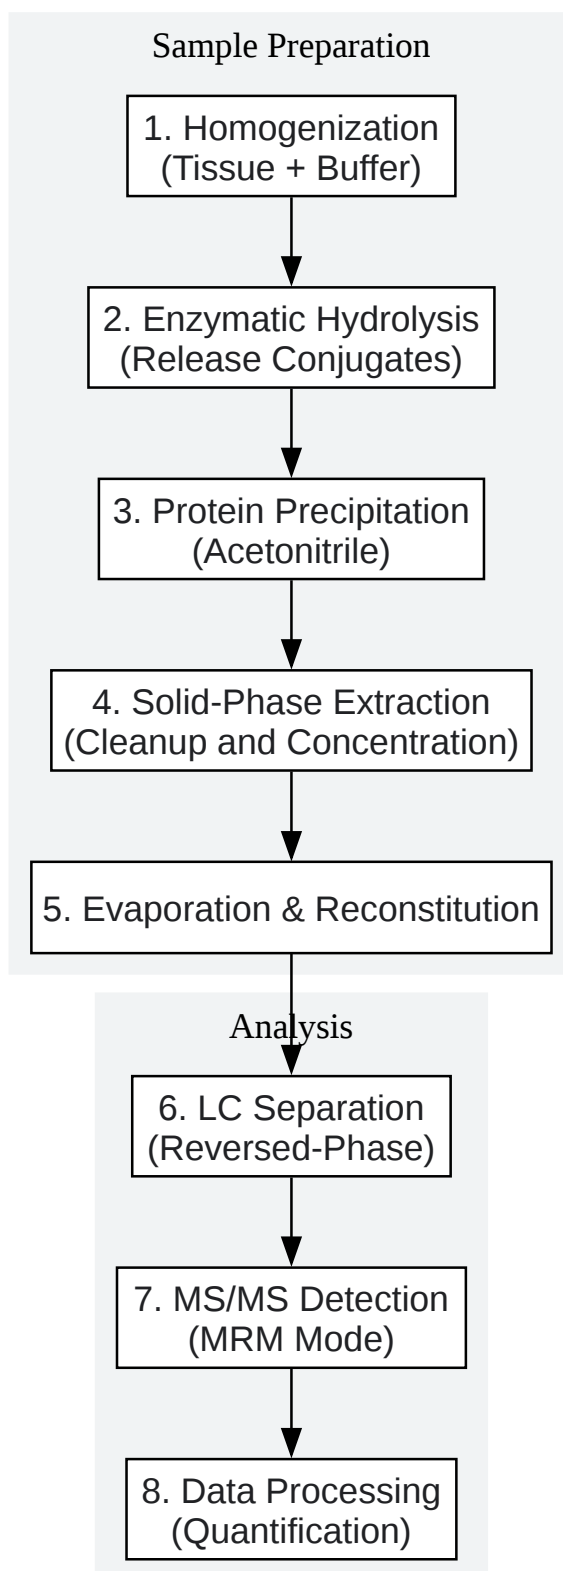 Sample Preparation
1. Homogenization
(Tissue + Buffer)
2. Enzymatic Hydrolysis
(Release Conjugates)
3. Protein Precipitation
(Acetonitrile)
4. Solid-Phase Extraction
(Cleanup and Concentration)
5. Evaporation & Reconstitution
Analysis
6. LC Separation
(Reversed-Phase)
7. MS/MS Detection
(MRM Mode)
8. Data Processing
(Quantification)